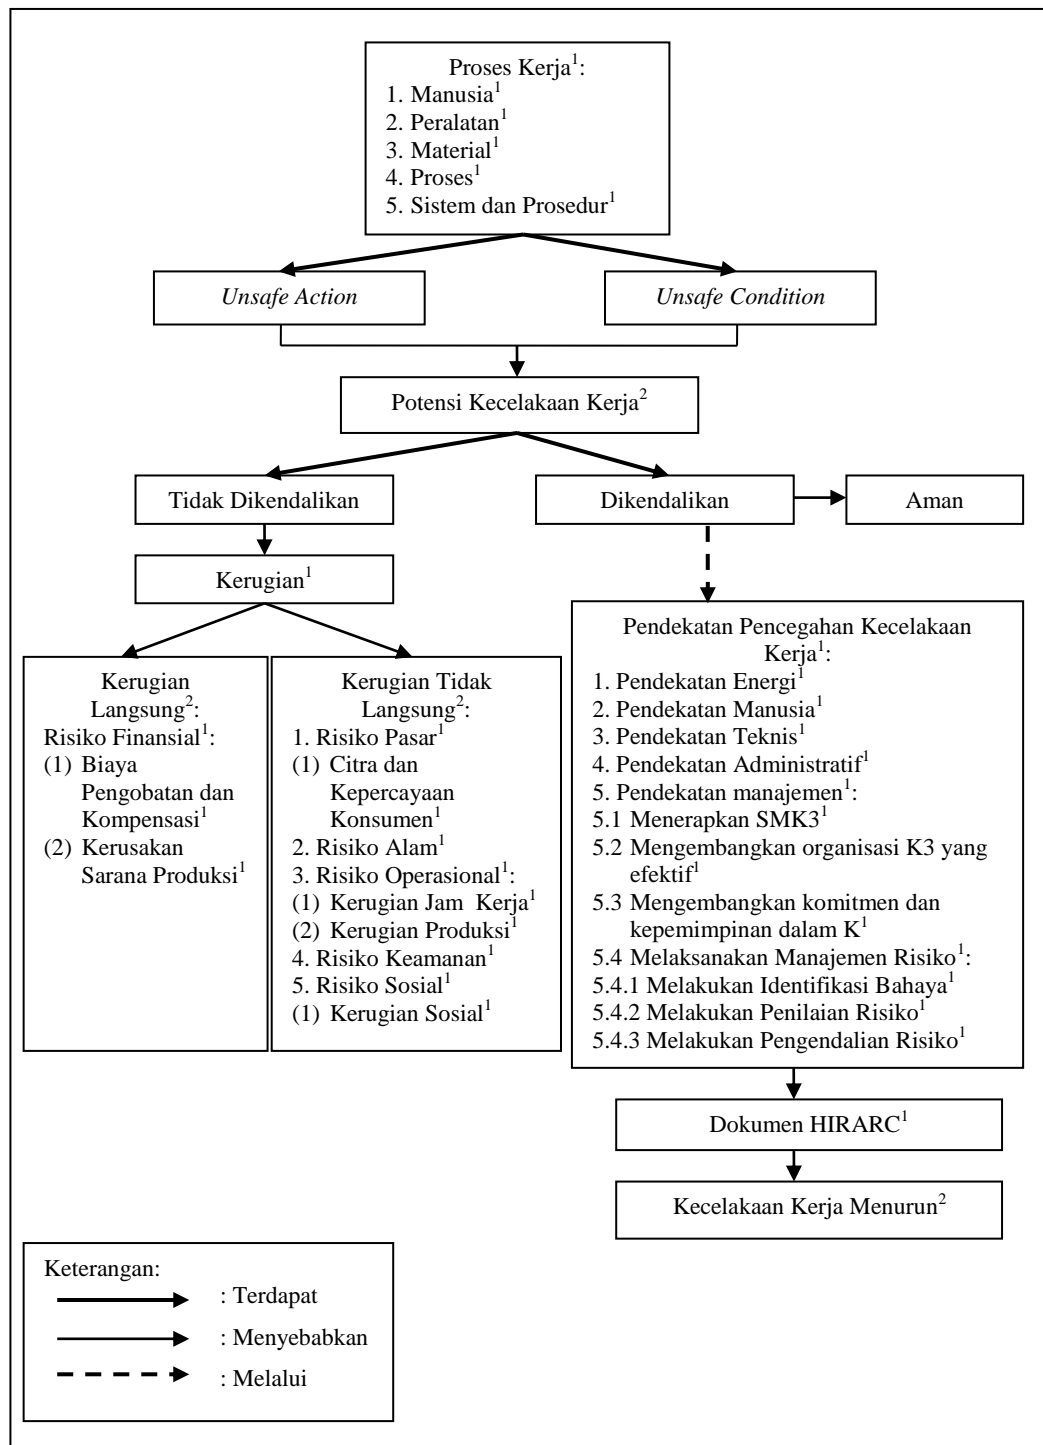 Proses Kerja¹:
1. Manusia¹
2. Peralatan¹
3. Material¹
4. Proses¹
5. Sistem dan Prosedur¹
Unsafe Action
Unsafe Condition
Potensi Kecelakaan Kerja²
Tidak Dikendalikan
Dikendalikan
Aman
Kerugian¹
Kerugian
Langsung²:
Risiko Finansial¹:
(1) Biaya
Pengobatan dan
Kompensasi¹
(2) Kerusakan
Sarana Produksi¹
Kerugian Tidak
Langsung²:
1. Risiko Pasar¹
(1) Citra dan
Kepercayaan
Konsumen¹
2. Risiko Alam¹
3. Risiko Operasional¹:
(1) Kerugian Jam Kerja¹
(2) Kerugian Produksi¹
4. Risiko Keamanan¹
5. Risiko Sosial¹
(1) Kerugian Sosial¹
Pendekatan Pencegahan Kecelakaan
Kerja¹:
1. Pendekatan Energi¹
2. Pendekatan Manusia¹
3. Pendekatan Teknis¹
4. Pendekatan Administratif¹
5. Pendekatan manajemen¹:
5.1 Menerapkan SMK3¹
5.2 Mengembangkan organisasi K3 yang
efektif¹
5.3 Mengembangkan komitmen dan
kepemimpinan dalam K¹
5.4 Melaksanakan Manajemen Risiko¹:
5.4.1 Melakukan Identifikasi Bahaya¹
5.4.2 Melakukan Penilaian Risiko¹
5.4.3 Melakukan Pengendalian Risiko¹
Dokumen HIRARC¹
Kecelakaan Kerja Menurun²
Keterangan:
: Terdapat
: Menyebabkan
: Melalui